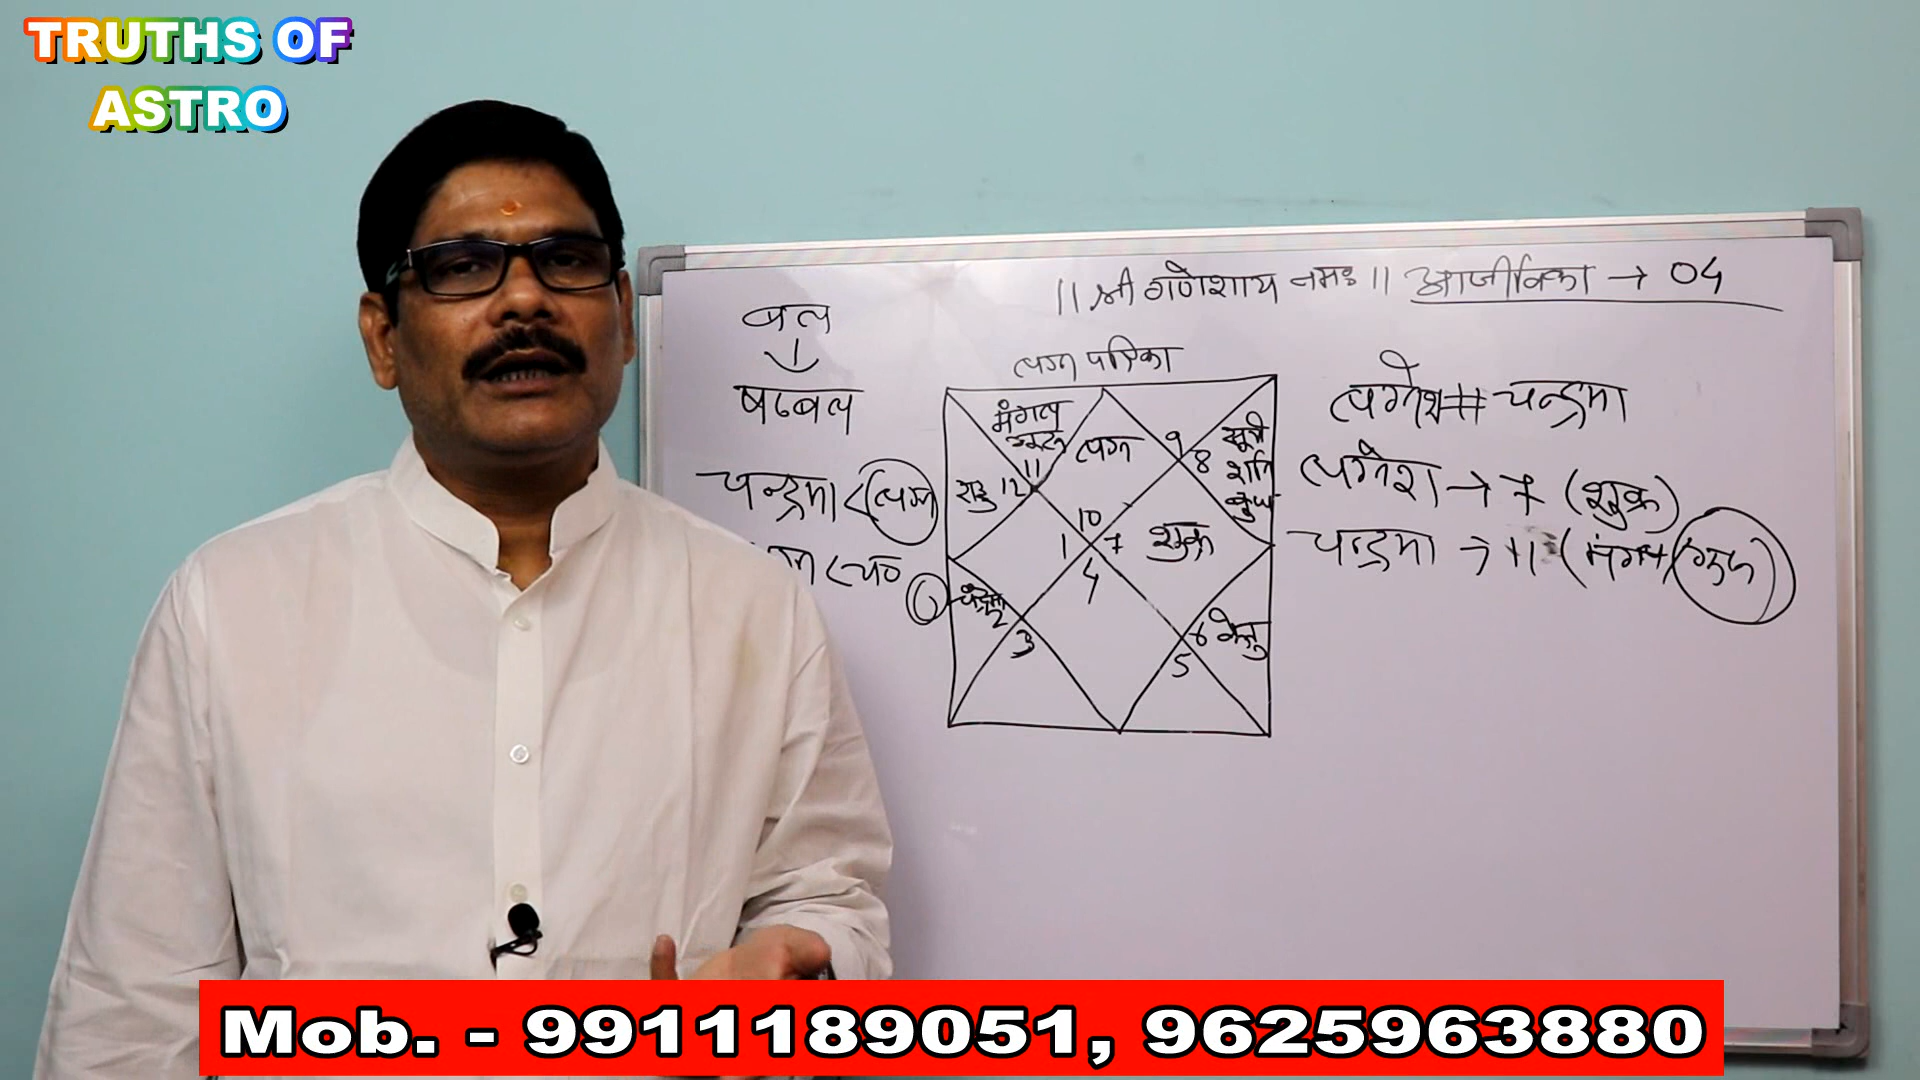 TRUTHS OF
ASTRO
|| श्री गणेशाय नमः || आजीविका → 04
बल
षड्बल
लग्न पत्रिका
लग्नेश # चन्द्रमा
लग्नेश → 7 (शुक्र)
चन्द्रमा → 11 (मंगल, गुरु)
चन्द्रमा < लग्न
मंगल
गुरु
11
लग्न
9
सूर्य
8 शनि
बुध
राहु 12
10
1 7 शुक्र
4
चंद्रमा
2
3
6 केतु
5
Mob. - 9911189051, 9625963880